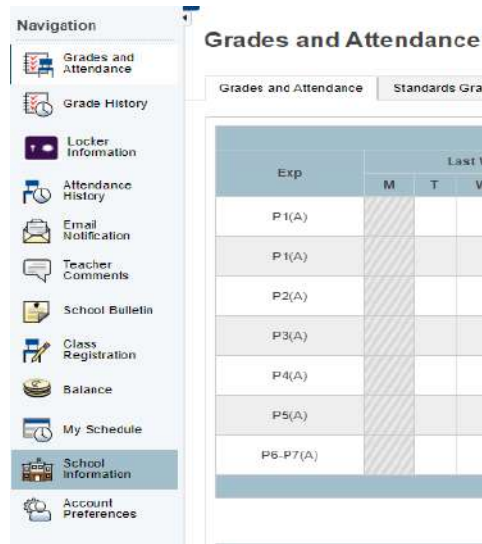 Navigation
Grades and
Attendance
Grade History
Locker
Information
Attendance
History
Email
Notification
Teacher
Comments
School Bulletin
Class
Registration
Balance
My Schedule
School
Information
Account
Preferences
Grades and Attendance
Grades and Attendance Standards Gra
Exp Last
M T
P1(A)
P1(A)
P2(A)
P3(A)
P4(A)
P5(A)
P6-P7(A)